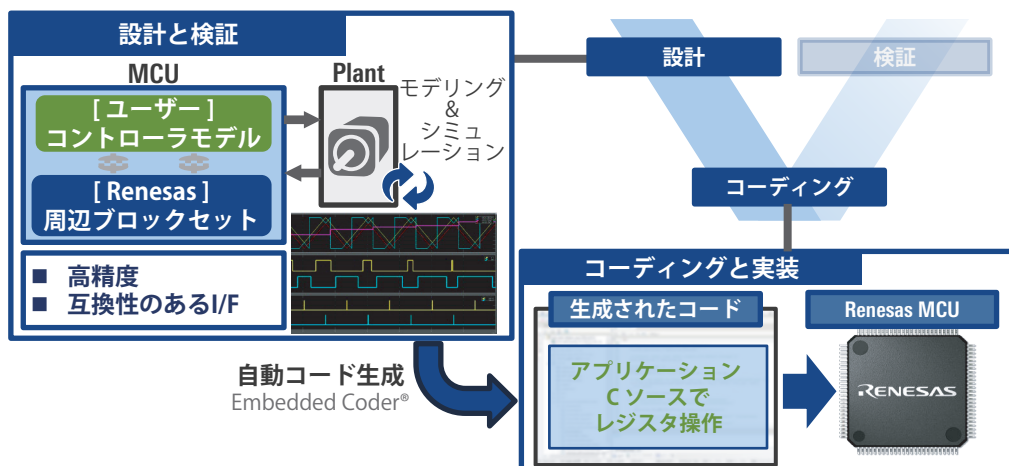 設計と検証
MCU
[ ユーザー ]
コントローラモデル
[ Renesas ]
周辺ブロックセット
Plant
モデリング
&
シミュ
レーション
■ 高精度
■ 互換性のあるI/F
自動コード生成
Embedded Coder®
設計
検証
コーディング
コーディングと実装
生成されたコード
アプリケーション
C ソースで
レジスタ操作
Renesas MCU
RENESAS